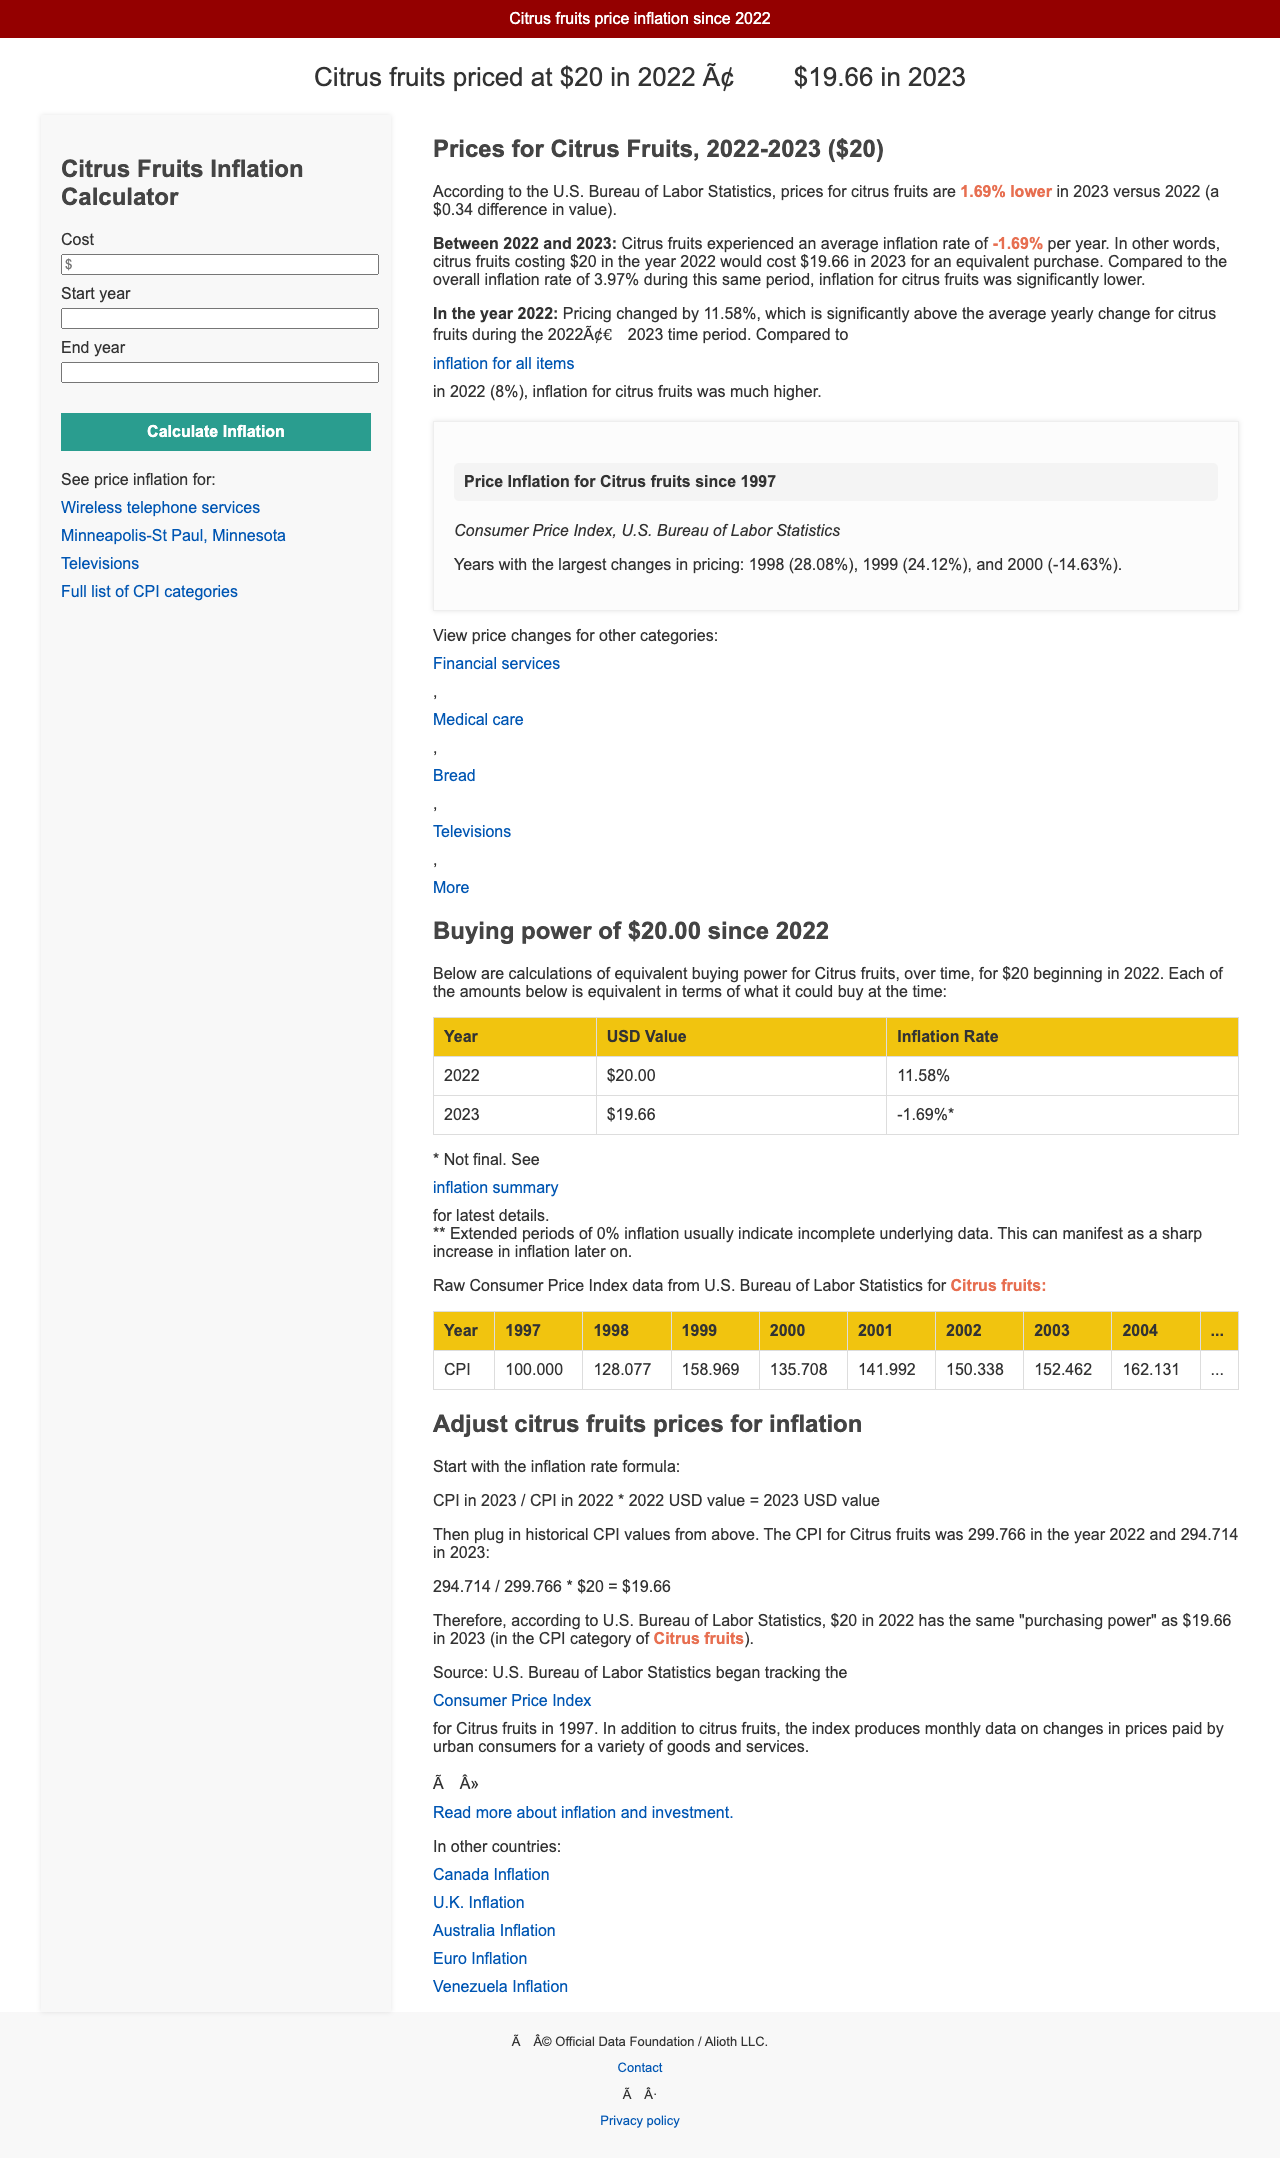 Citrus fruits price inflation since 2022
Citrus fruits priced at $20 in 2022 Ã¢ $19.66 in 2023
Citrus Fruits Inflation
Calculator
Cost
$
Start year
End year
Calculate Inflation
See price inflation for:
Wireless telephone services
Minneapolis-St Paul, Minnesota
Televisions
Full list of CPI categories
Prices for Citrus Fruits, 2022-2023 ($20)
According to the U.S. Bureau of Labor Statistics, prices for citrus fruits are 1.69% lower in 2023 versus 2022 (a
$0.34 difference in value).
Between 2022 and 2023: Citrus fruits experienced an average inflation rate of -1.69% per year. In other words,
citrus fruits costing $20 in the year 2022 would cost $19.66 in 2023 for an equivalent purchase. Compared to the
overall inflation rate of 3.97% during this same period, inflation for citrus fruits was significantly lower.
In the year 2022: Pricing changed by 11.58%, which is significantly above the average yearly change for citrus
fruits during the 2022Ã¢€ 2023 time period. Compared to
inflation for all items
in 2022 (8%), inflation for citrus fruits was much higher.
Price Inflation for Citrus fruits since 1997
Consumer Price Index, U.S. Bureau of Labor Statistics
Years with the largest changes in pricing: 1998 (28.08%), 1999 (24.12%), and 2000 (-14.63%).
View price changes for other categories:
Financial services
,
Medical care
,
Bread
,
Televisions
,
More
Buying power of $20.00 since 2022
Below are calculations of equivalent buying power for Citrus fruits, over time, for $20 beginning in 2022. Each of
the amounts below is equivalent in terms of what it could buy at the time:
Year USD Value Inflation Rate
2022 $20.00 11.58%
2023 $19.66 -1.69%*
* Not final. See
inflation summary
for latest details.
** Extended periods of 0% inflation usually indicate incomplete underlying data. This can manifest as a sharp
increase in inflation later on.
Raw Consumer Price Index data from U.S. Bureau of Labor Statistics for Citrus fruits:
Year 1997 1998 1999 2000 2001 2002 2003 2004 ...
CPI 100.000 128.077 158.969 135.708 141.992 150.338 152.462 162.131 ...
Adjust citrus fruits prices for inflation
Start with the inflation rate formula:
CPI in 2023 / CPI in 2022 * 2022 USD value = 2023 USD value
Then plug in historical CPI values from above. The CPI for Citrus fruits was 299.766 in the year 2022 and 294.714
in 2023:
294.714 / 299.766 * $20 = $19.66
Therefore, according to U.S. Bureau of Labor Statistics, $20 in 2022 has the same "purchasing power" as $19.66
in 2023 (in the CPI category of Citrus fruits).
Source: U.S. Bureau of Labor Statistics began tracking the
Consumer Price Index
for Citrus fruits in 1997. In addition to citrus fruits, the index produces monthly data on changes in prices paid by
urban consumers for a variety of goods and services.
Ã Â»
Read more about inflation and investment.
In other countries:
Canada Inflation
U.K. Inflation
Australia Inflation
Euro Inflation
Venezuela Inflation
Ã Â© Official Data Foundation / Alioth LLC.
Contact
Ã Â·
Privacy policy